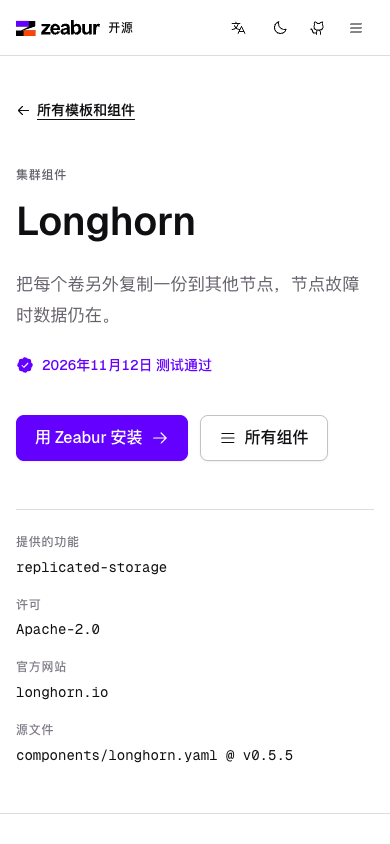 zeabur 开源
所有模板和组件
集群组件
Longhorn
把每个卷另外复制一份到其他节点，节点故障
时数据仍在。
2026年11月12日 测试通过
用 Zeabur 安装
所有组件
提供的功能
replicated-storage
许可
Apache-2.0
官方网站
longhorn.io
源文件
components/longhorn.yaml @ v0.5.5